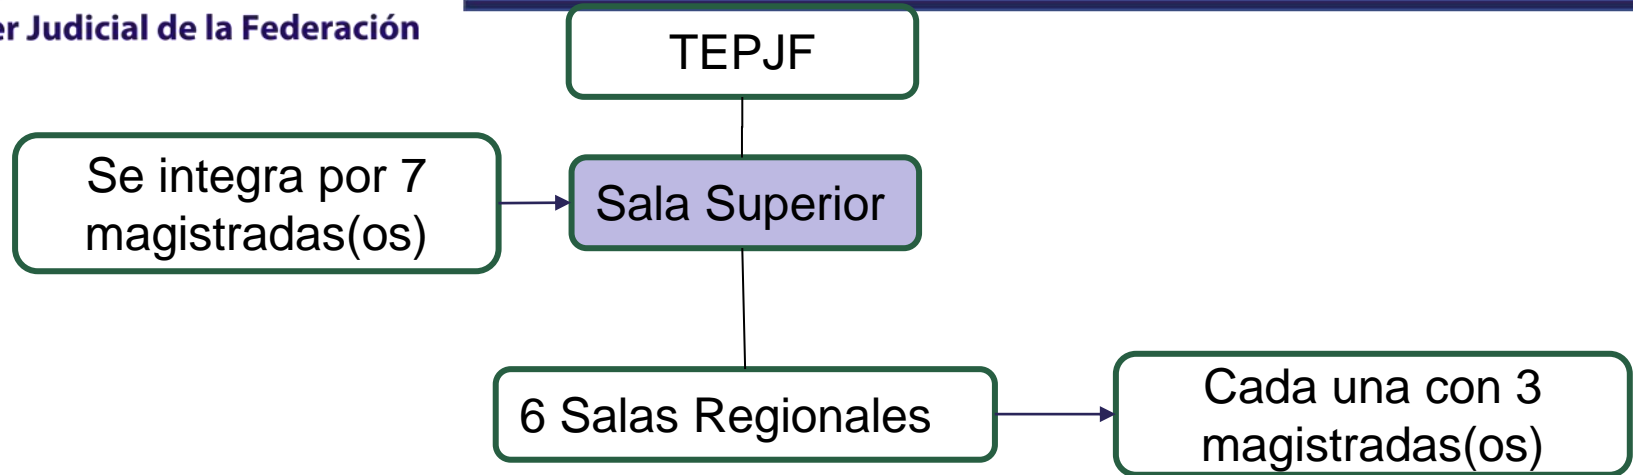 Judicial de la Federación
TEPJF
Se integra por 7
magistradas(os)
Sala Superior
6 Salas Regionales
Cada una con 3
magistradas(os)